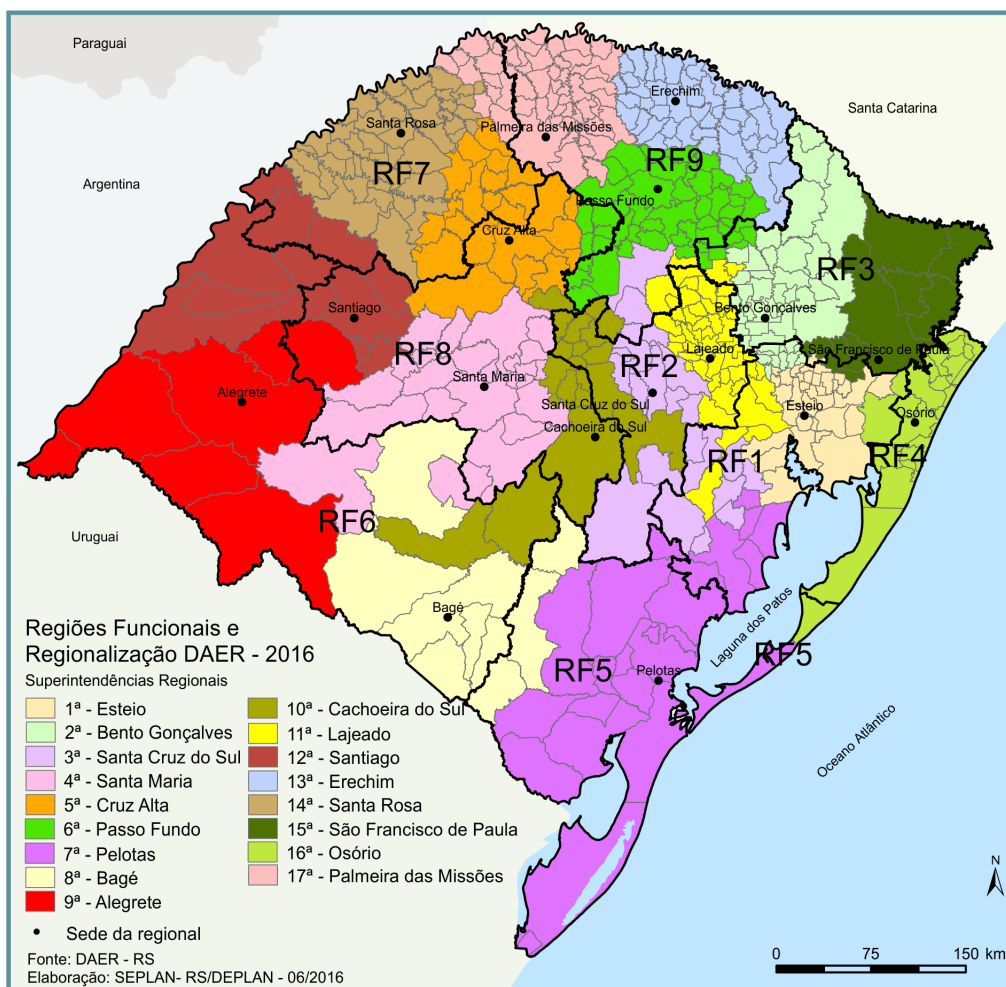 Paraguai
Erechim
Santa Catarina
Santa Rosa
Palmeira das Missões
RF7
RF9
Argentina
Passo Fundo
Cruz Alta
RF3
Santiago
Bento Gonçalves
RF8
Lajeado
São Francisco de Paula
RF2
Santa Maria
Alegrete
Santa Cruz do Sul
Esteio
Osório
Cachoeira do Sul
RF1
RF4
RF6
Uruguai
Bagé
Laguna dos Patos
RF5
RF5
Pelotas
Oceano Atlântico
Regiões Funcionais e
Regionalização DAER - 2016
Superintendências Regionais
1ª - Esteio
2ª - Bento Gonçalves
3ª - Santa Cruz do Sul
4ª - Santa Maria
5ª - Cruz Alta
6ª - Passo Fundo
7ª - Pelotas
8ª - Bagé
9ª - Alegrete
10ª - Cachoeira do Sul
11ª - Lajeado
12ª - Santiago
13ª - Erechim
14ª - Santa Rosa
15ª - São Francisco de Paula
16ª - Osório
17ª - Palmeira das Missões
Sede da regional
Fonte: DAER - RS
Elaboração: SEPLAN- RS/DEPLAN - 06/2016
N
0 75 150 km